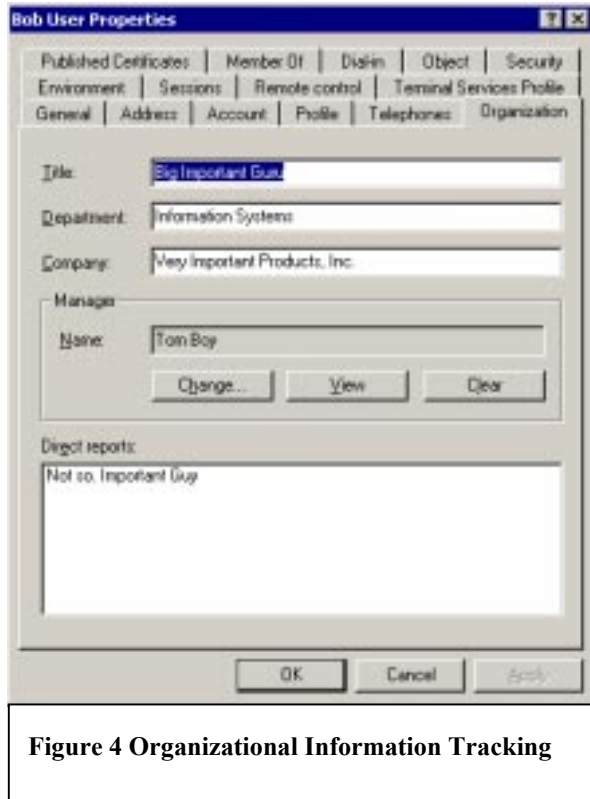 Bob User Properties
Published Certificates Member Of Dial-in Object Security
Environment Sessions Remote control Terminal Services Profile
General Address Account Profile Telephones Organization
Title:
Big Important Guru
Department:
Information Systems
Company:
Very Important Products, Inc.
Manager
Name:
Tom Boy
Change... View Clear
Direct reports:
Not so, Important Guy
OK Cancel Apply
Figure 4 Organizational Information Tracking